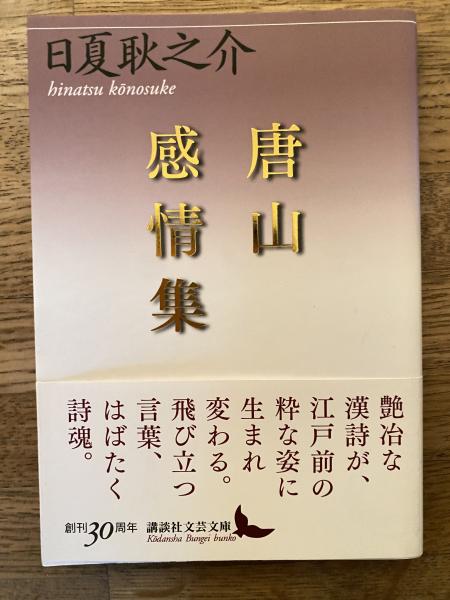 日夏耿之介
hinatsu kōnosuke
唐山
感情集
艶冶な
漢詩が、
江戸前の
粋な姿に
生まれ
変わる。
飛び立つ
言葉、
はばたく
詩魂。
創刊30周年
講談社文芸文庫
Kōdansha Bungei bunko